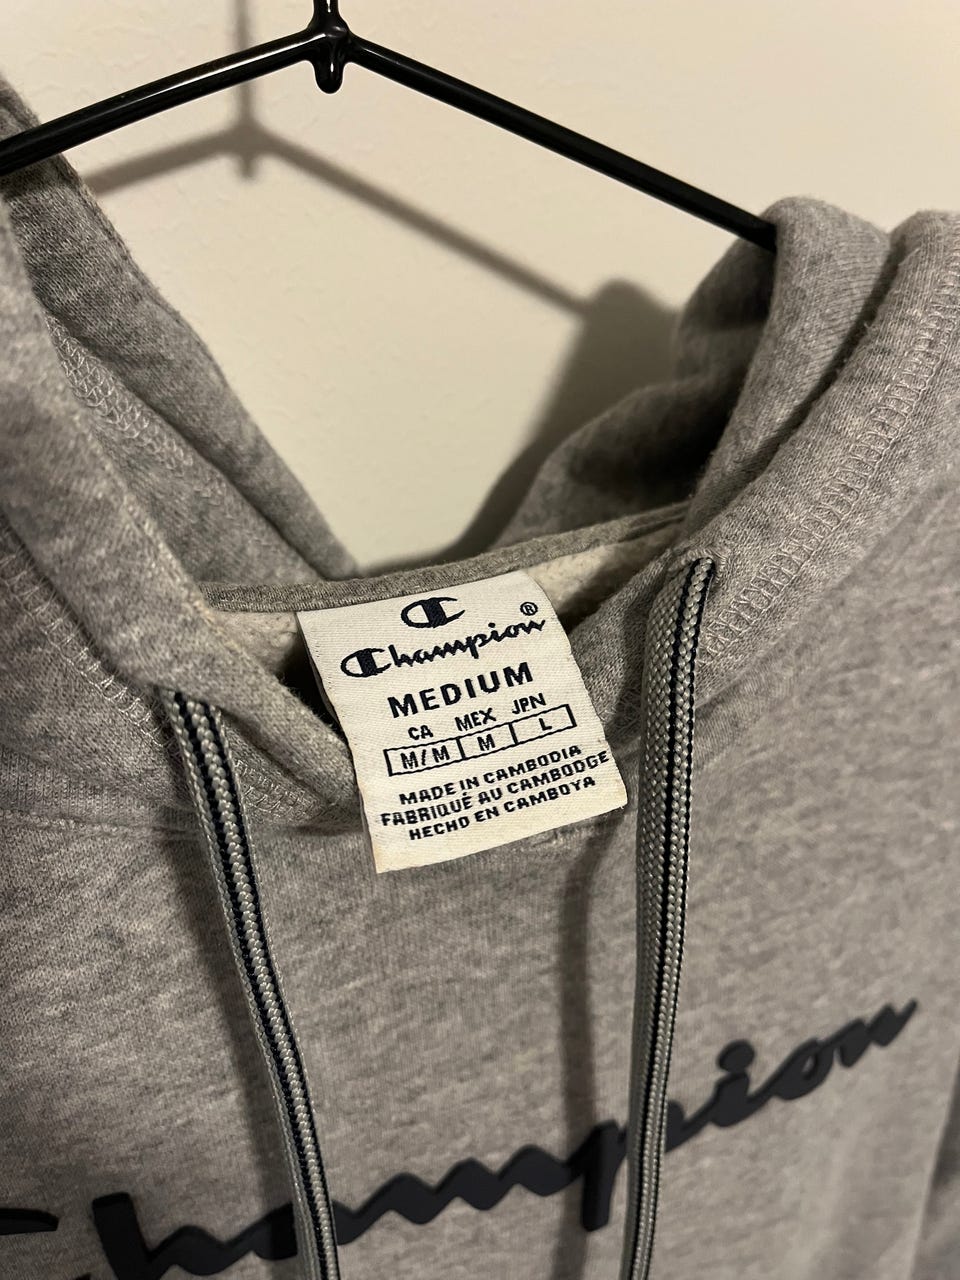 Champion®
MEDIUM
CA MEX JPN
M/M M L
MADE IN CAMBODIA
FABRIQUÉ AU CAMBODGE
HECHO EN CAMBOYA
Champion